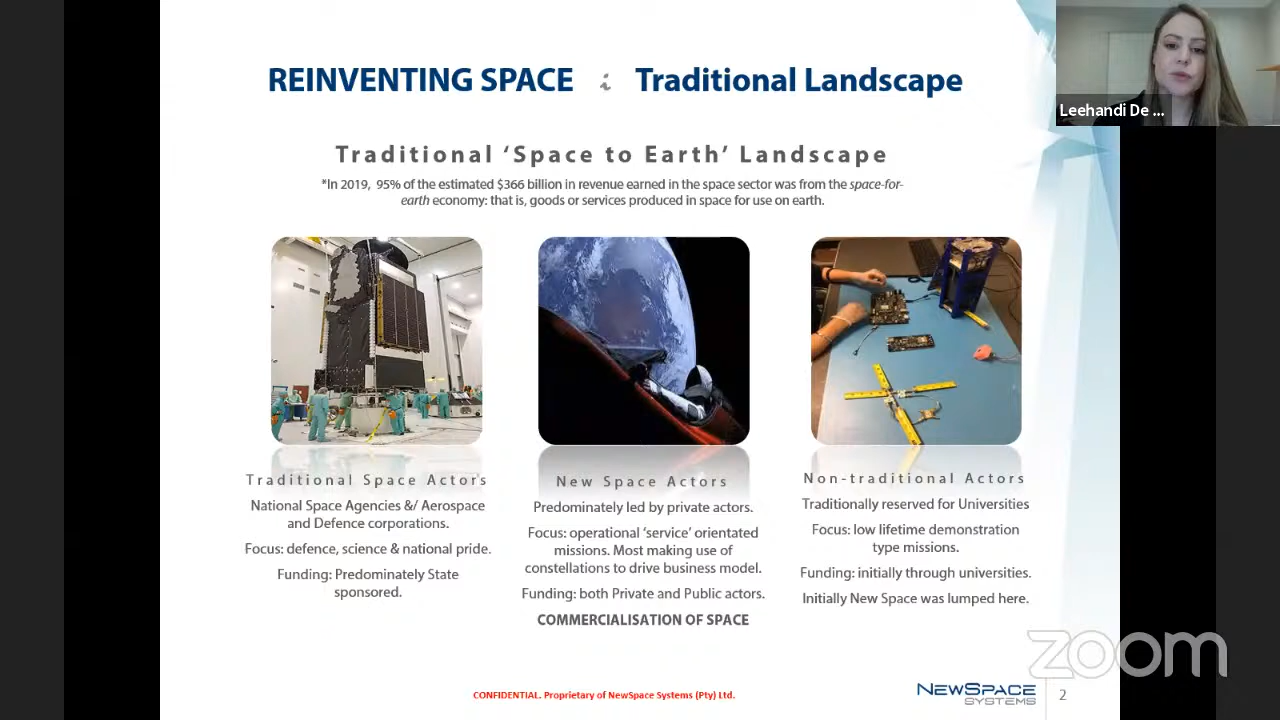 REINVENTING SPACE i Traditional Landscape
Leehandi De ...
Traditional ‘Space to Earth’ Landscape
*In 2019, 95% of the estimated $366 billion in revenue earned in the space sector was from the space-for-
earth economy: that is, goods or services produced in space for use on earth.
Traditional Space Actors
National Space Agencies &/ Aerospace
and Defence corporations.
Focus: defence, science & national pride.
Funding: Predominately State
sponsored.
New Space Actors
Predominately led by private actors.
Focus: operational ‘service’ orientated
missions. Most making use of
constellations to drive business model.
Funding: both Private and Public actors.
COMMERCIALISATION OF SPACE
Non-traditional Actors
Traditionally reserved for Universities
Focus: low lifetime demonstration
type missions.
Funding: initially through universities.
Initially New Space was lumped here.
zoom
CONFIDENTIAL. Proprietary of NewSpace Systems (Pty) Ltd.
NEWSPACE
SYSTEMS
2